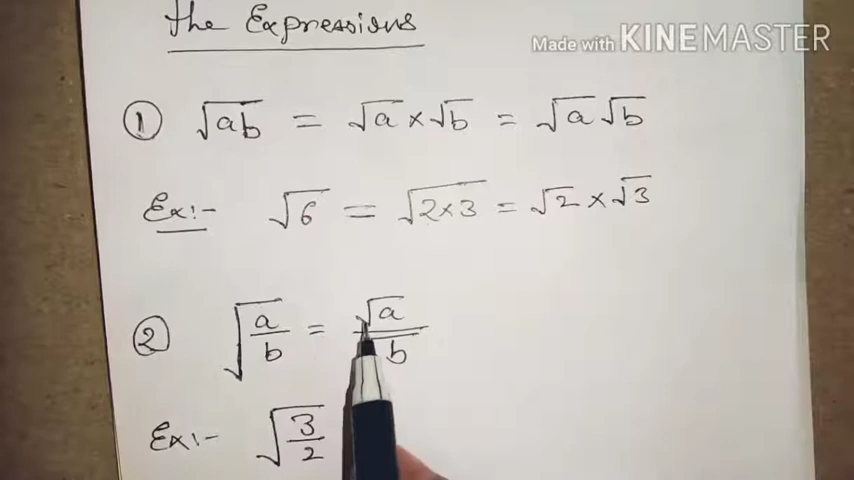 the Expressions
Made with KINEMASTER
① √ab = √a × √b = √a √b
Ex:- √6 = √2×3 = √2 × √3
② √a/b = √a/√b
Ex:- √3/2